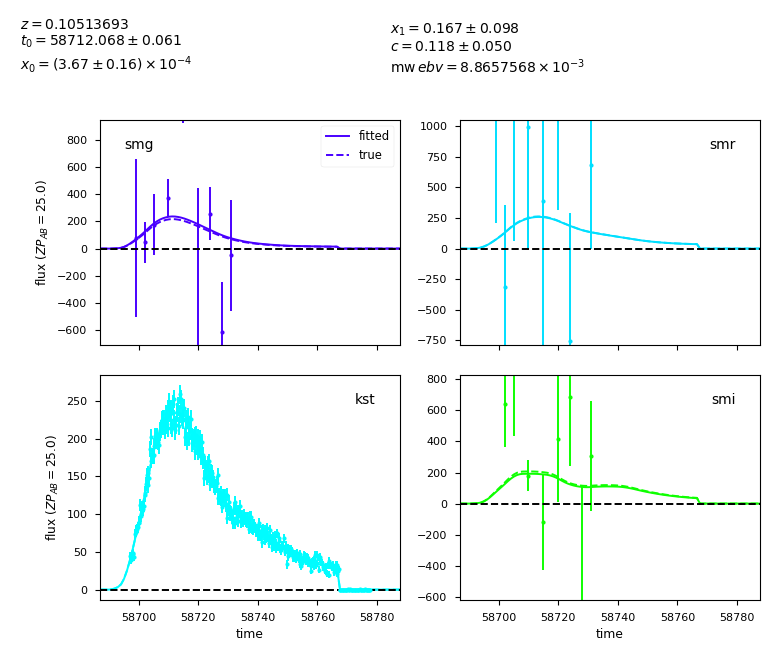 z = 0.10513693
t0 = 58712.068 ± 0.061
x0 = (3.67 ± 0.16) × 10^−4
x1 = 0.167 ± 0.098
c = 0.118 ± 0.050
mw ebv = 8.8657568 × 10^−3
smg
fitted
true
flux (ZP_AB = 25.0)
800
600
400
200
0
−200
−400
−600
smr
1000
750
500
250
0
−250
−500
−750
kst
flux (ZP_AB = 25.0)
250
200
150
100
50
0
58700 58720 58740 58760 58780
time
smi
800
600
400
200
0
−200
−400
−600
58700 58720 58740 58760 58780
time